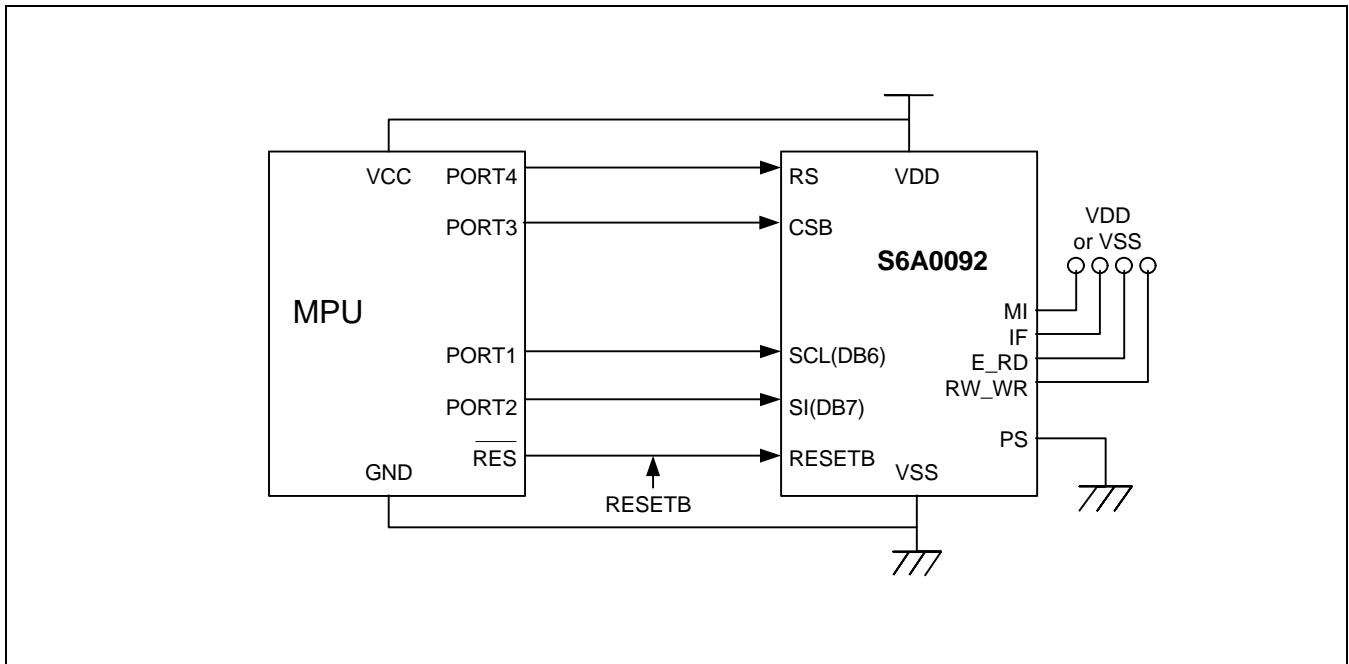 VCC
PORT4
PORT3
MPU
PORT1
PORT2
RES
GND
RESETB
RS
VDD
CSB
S6A0092
SCL(DB6)
SI(DB7)
RESETB
VSS
VDD
or VSS
MI
IF
E_RD
RW_WR
PS